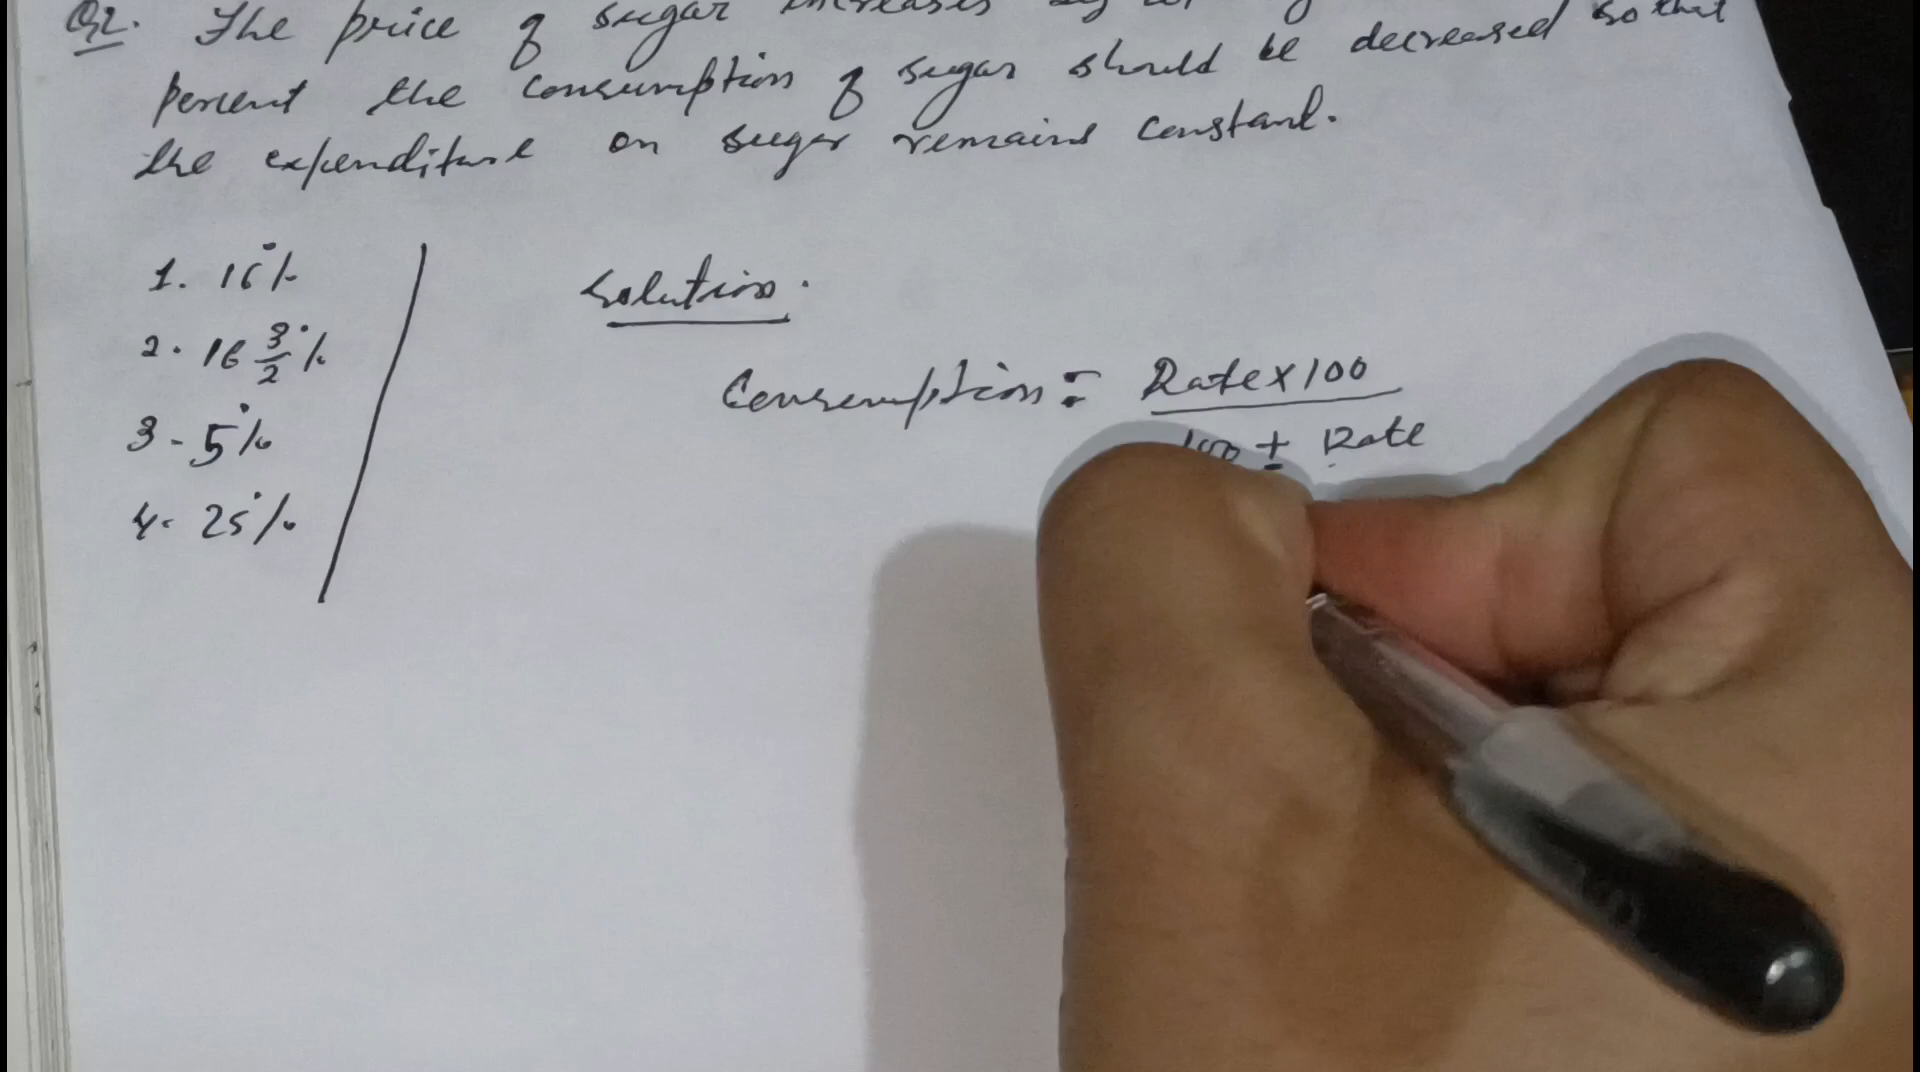 Q2. The price of sugar increases by
percent the consumption of sugar should be decreased so that
the expenditure on sugar remains constant.
1. 16%
2. 16 3/2 %
3 - 5%
4. 25%
Solution.
Consumption = Rate x 100
100 ± Rate